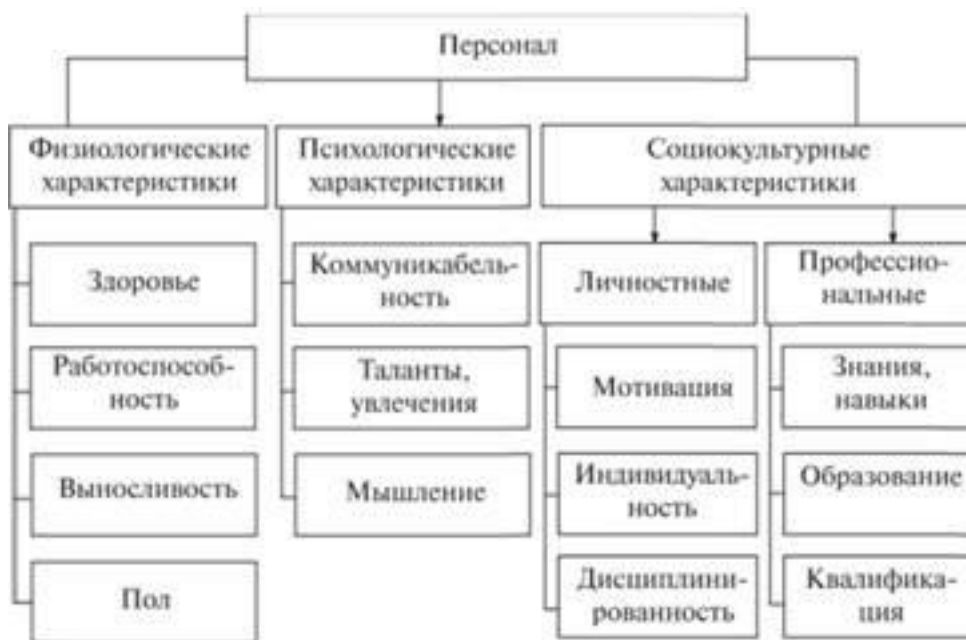 Персонал
Физиологические
характеристики
Психологические
характеристики
Социокультурные
характеристики
Здоровье
Работоспособ-
ность
Выносливость
Пол
Коммуникабель-
ность
Таланты,
увлечения
Мышление
Личностные
Мотивация
Индивидуаль-
ность
Дисциплини-
рованность
Профессио-
нальные
Знания,
навыки
Образование
Квалифика-
ция